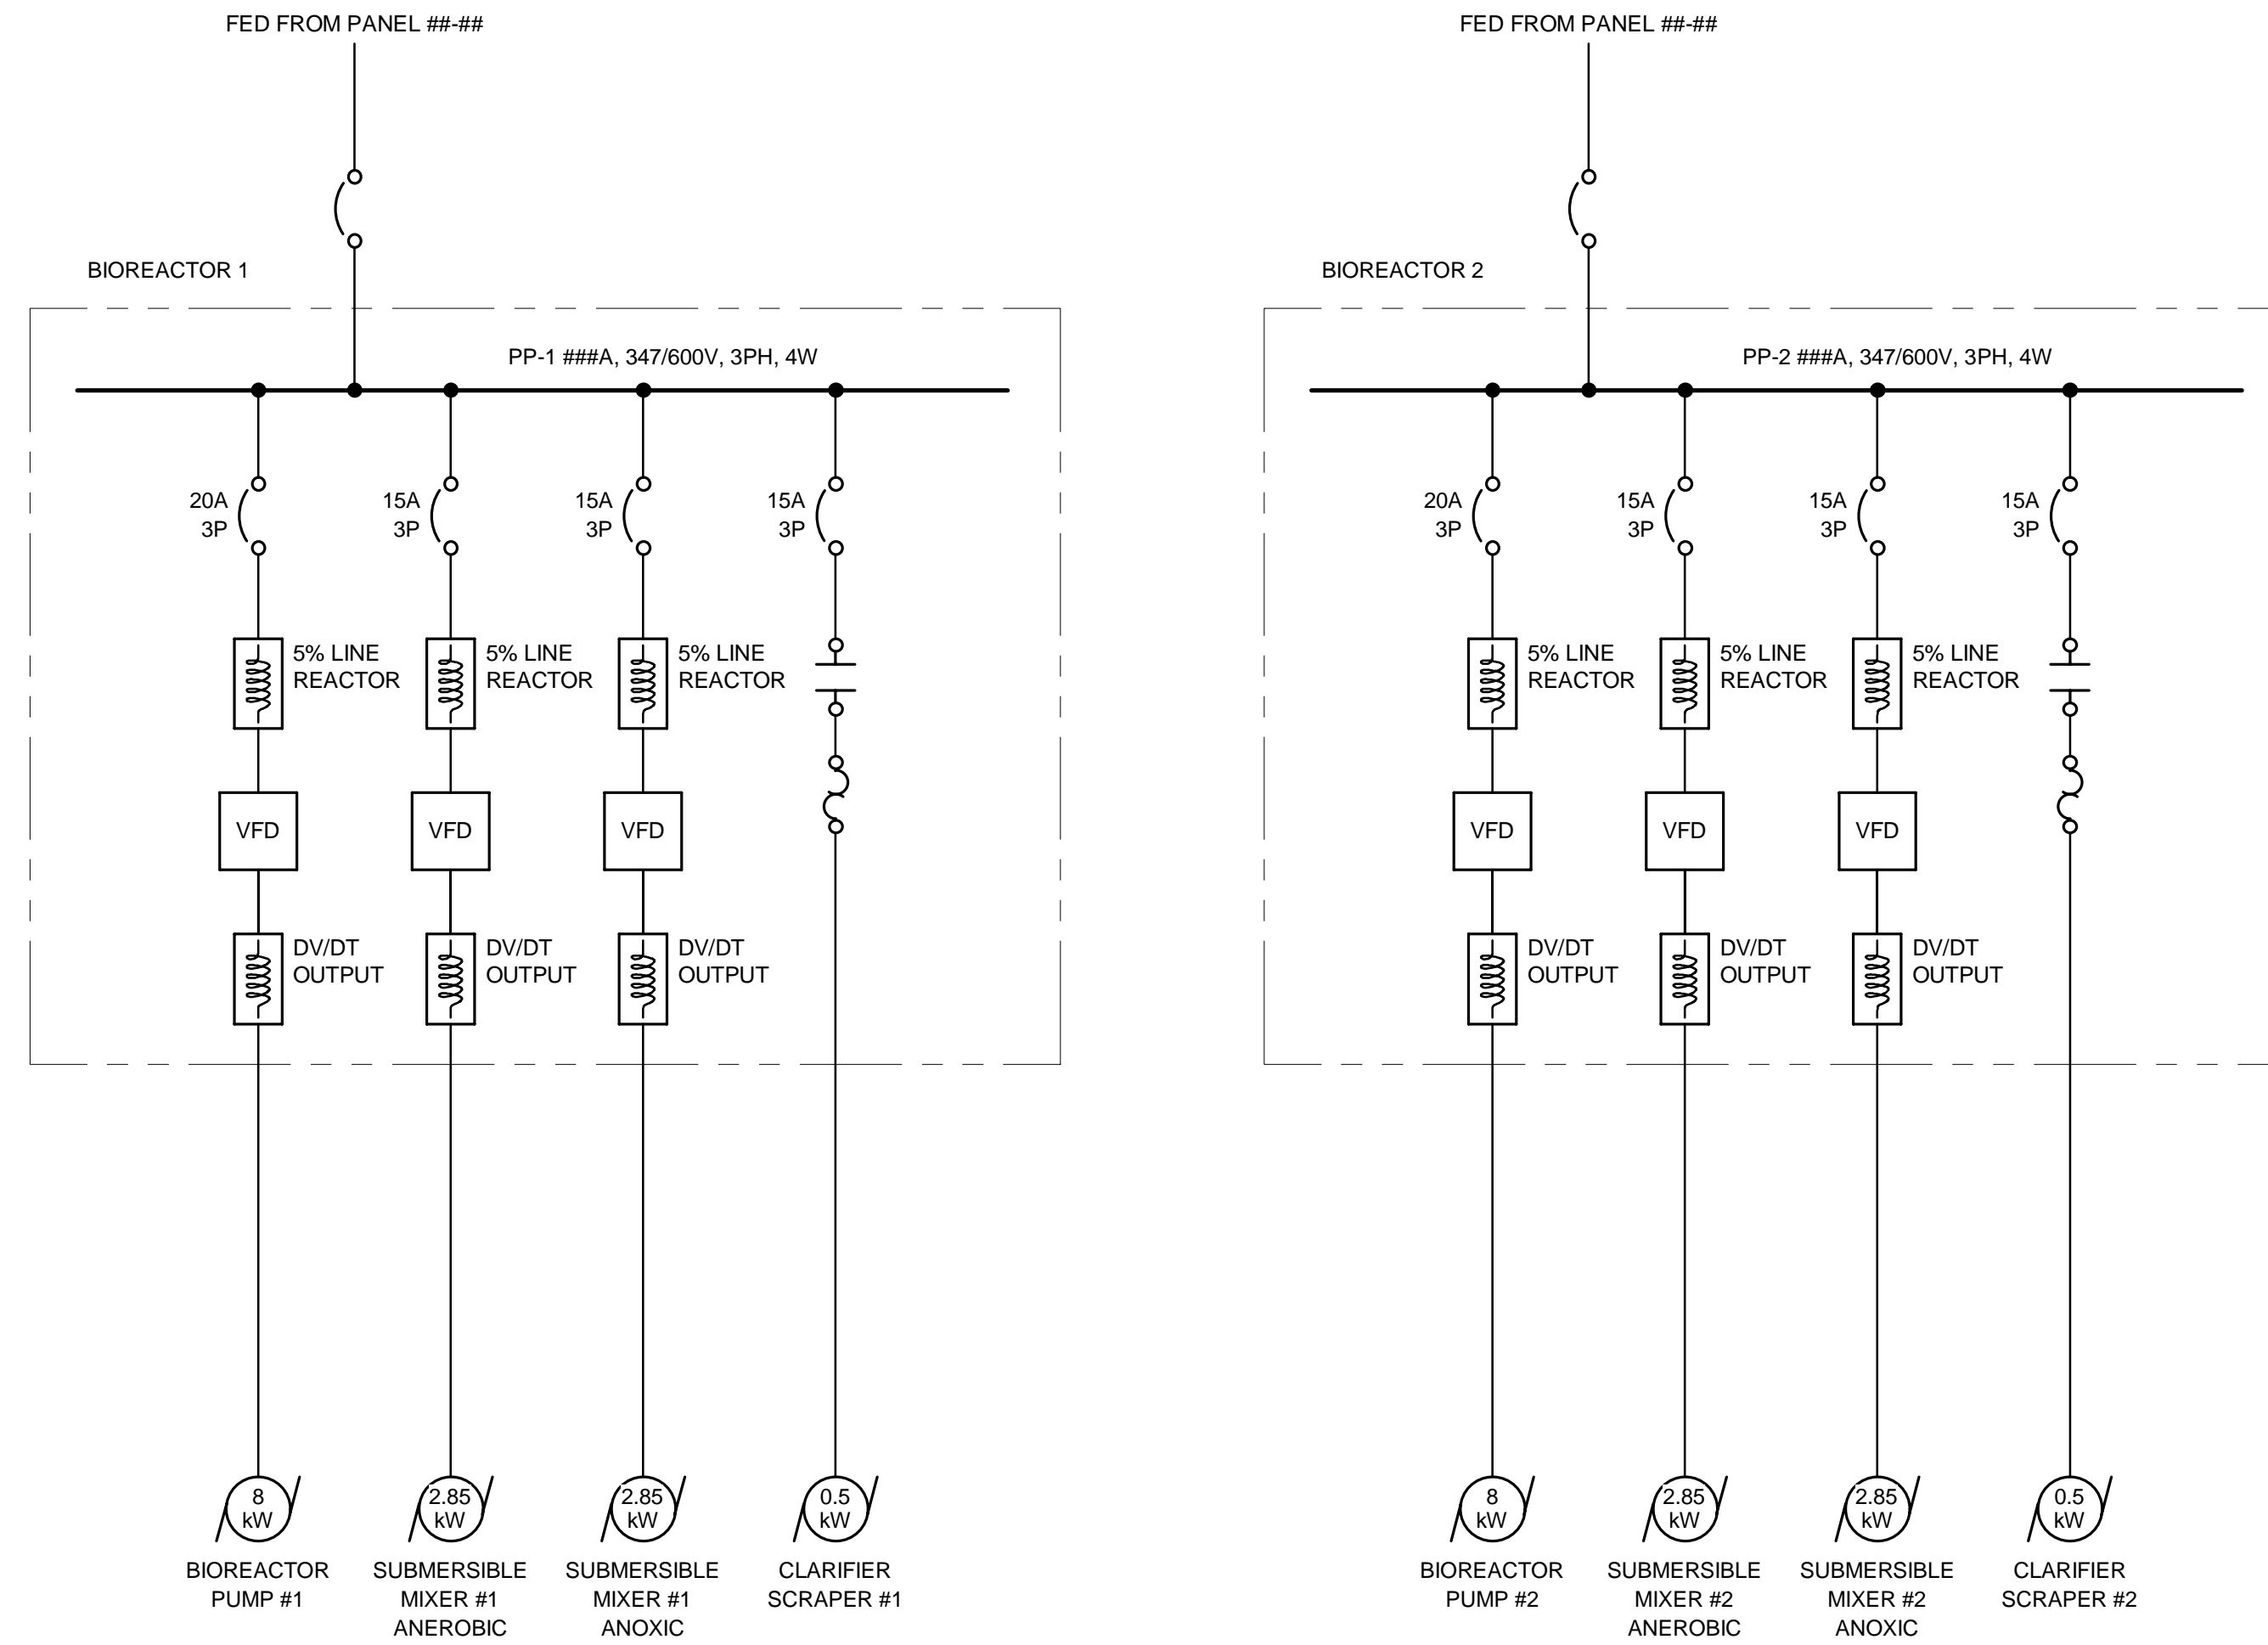 FED FROM PANEL ##-##
FED FROM PANEL ##-##
BIOREACTOR 1
BIOREACTOR 2
PP-1 ###A, 347/600V, 3PH, 4W
PP-2 ###A, 347/600V, 3PH, 4W
20A
3P
15A
3P
15A
3P
15A
3P
20A
3P
15A
3P
15A
3P
15A
3P
5% LINE
REACTOR
5% LINE
REACTOR
5% LINE
REACTOR
5% LINE
REACTOR
5% LINE
REACTOR
5% LINE
REACTOR
VFD
VFD
VFD
VFD
VFD
VFD
DV/DT
OUTPUT
DV/DT
OUTPUT
DV/DT
OUTPUT
DV/DT
OUTPUT
DV/DT
OUTPUT
DV/DT
OUTPUT
8
kW
2.85
kW
2.85
kW
0.5
kW
8
kW
2.85
kW
2.85
kW
0.5
kW
BIOREACTOR
PUMP #1
SUBMERSIBLE
MIXER #1
ANEROBIC
SUBMERSIBLE
MIXER #1
ANOXIC
CLARIFIER
SCRAPER #1
BIOREACTOR
PUMP #2
SUBMERSIBLE
MIXER #2
ANEROBIC
SUBMERSIBLE
MIXER #2
ANOXIC
CLARIFIER
SCRAPER #2